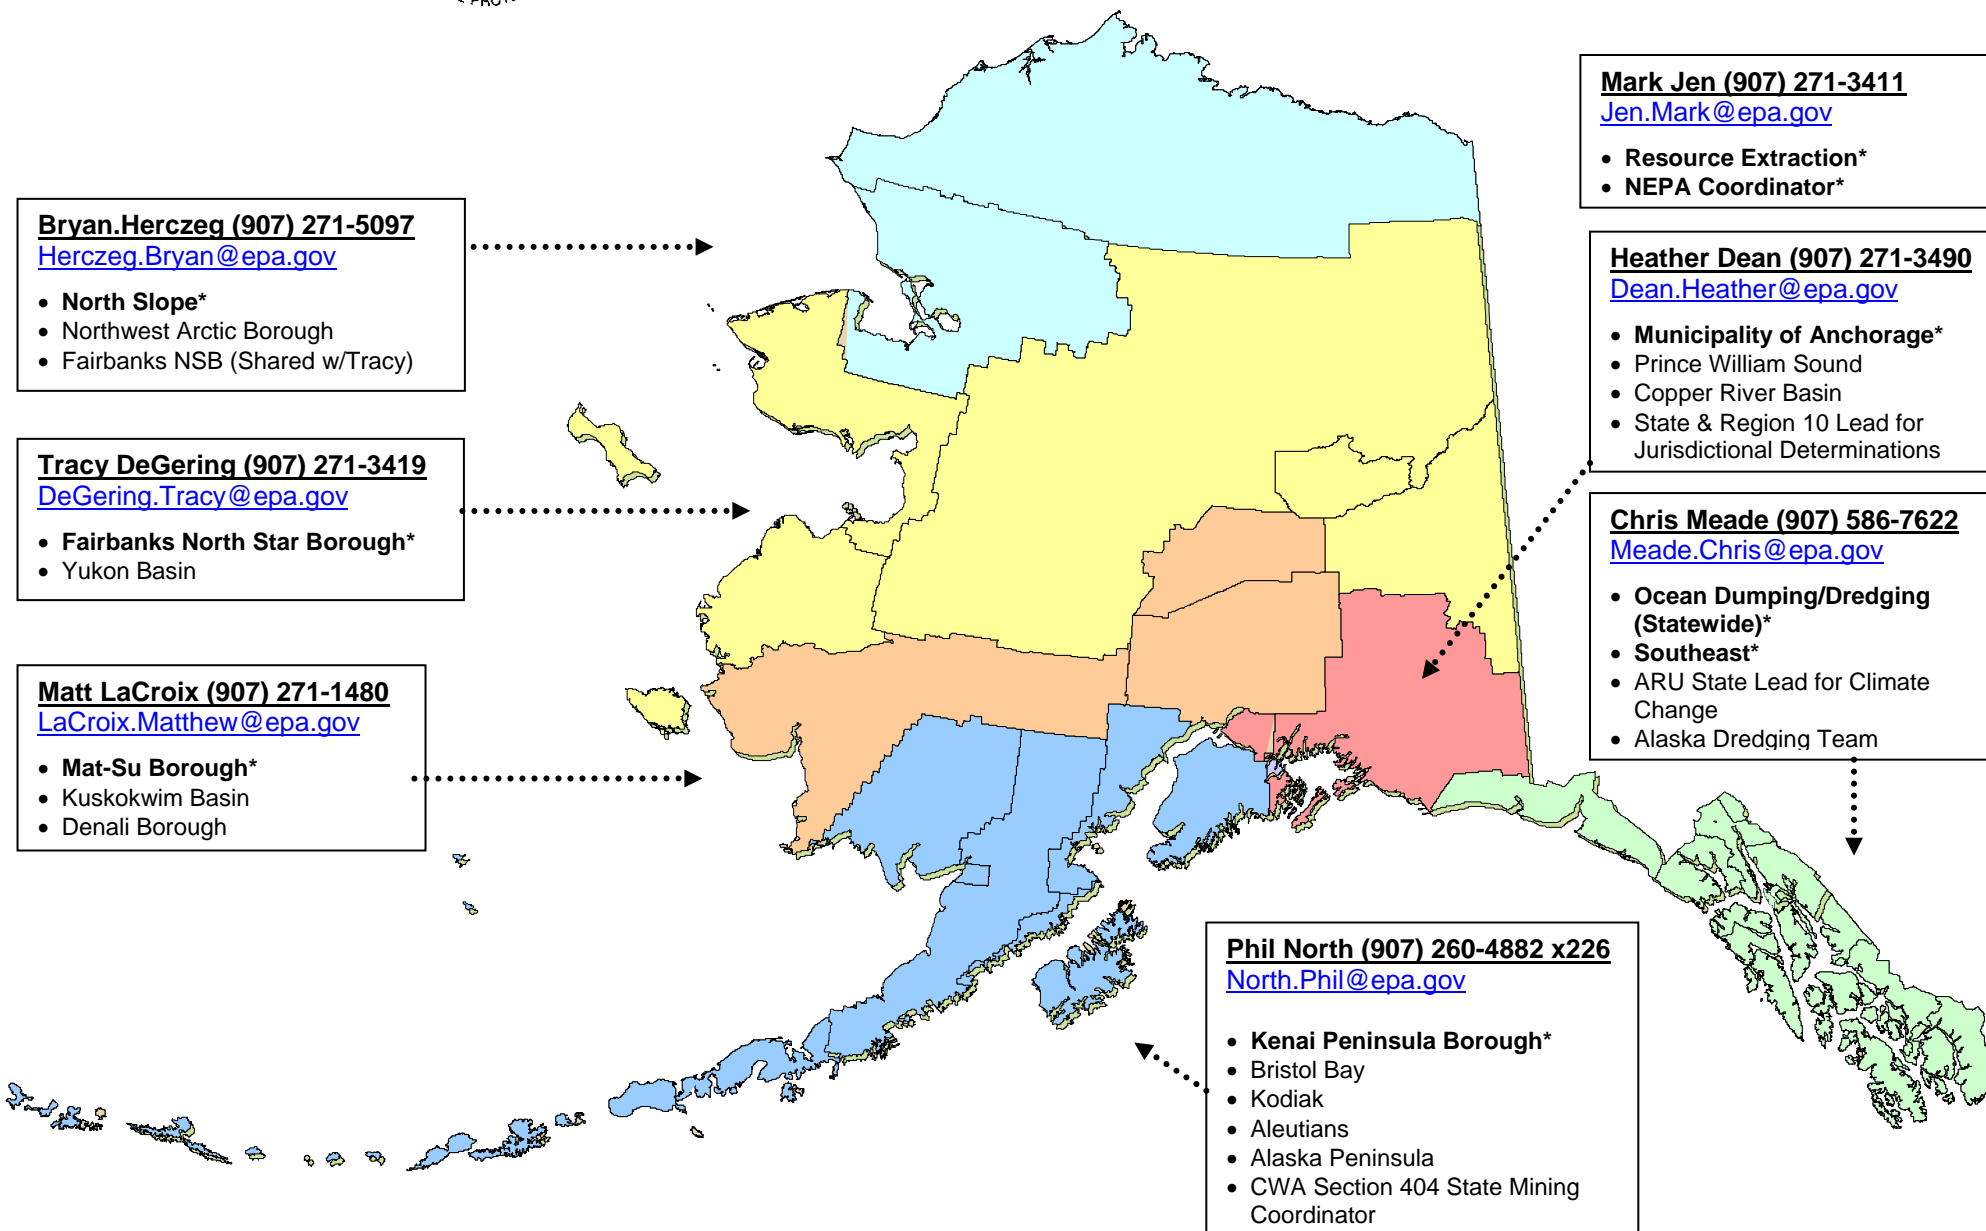 PROT
Mark Jen (907) 271-3411
Jen.Mark@epa.gov
• Resource Extraction*
• NEPA Coordinator*
Bryan.Herczeg (907) 271-5097
Herczeg.Bryan@epa.gov
• North Slope*
• Northwest Arctic Borough
• Fairbanks NSB (Shared w/Tracy)
Heather Dean (907) 271-3490
Dean.Heather@epa.gov
• Municipality of Anchorage*
• Prince William Sound
• Copper River Basin
• State & Region 10 Lead for
Jurisdictional Determinations
Tracy DeGering (907) 271-3419
DeGering.Tracy@epa.gov
• Fairbanks North Star Borough*
• Yukon Basin
Chris Meade (907) 586-7622
Meade.Chris@epa.gov
• Ocean Dumping/Dredging
(Statewide)*
• Southeast*
• ARU State Lead for Climate
Change
• Alaska Dredging Team
Matt LaCroix (907) 271-1480
LaCroix.Matthew@epa.gov
• Mat-Su Borough*
• Kuskokwim Basin
• Denali Borough
Phil North (907) 260-4882 x226
North.Phil@epa.gov
• Kenai Peninsula Borough*
• Bristol Bay
• Kodiak
• Aleutians
• Alaska Peninsula
• CWA Section 404 State Mining
Coordinator